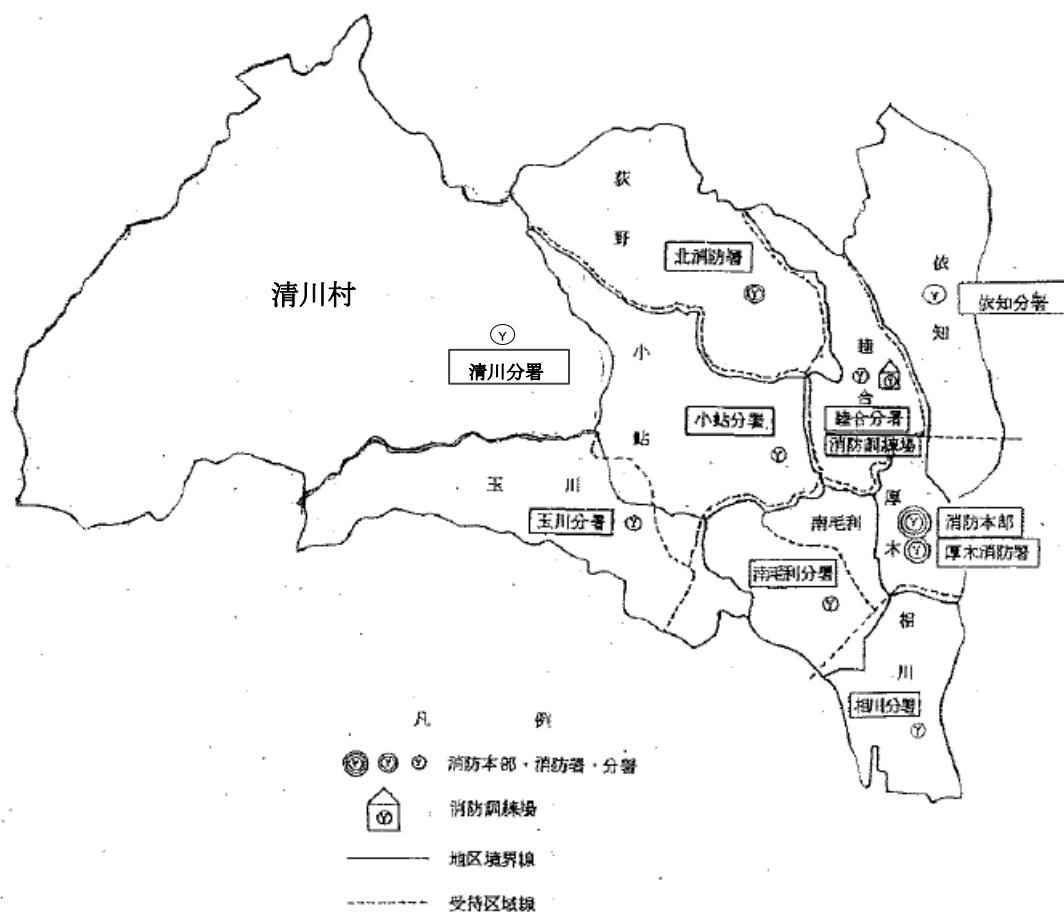 荻野
北消防署
依知
依知分署
清川村
清川分署
小鮎
小鮎分署
睦合
睦合分署
消防訓練場
玉川
玉川分署
南毛利
南毛利分署
厚木
消防本部
厚木消防署
相川
相川分署
凡例
消防本部・消防署・分署
消防訓練場
地区境界線
受持区域線